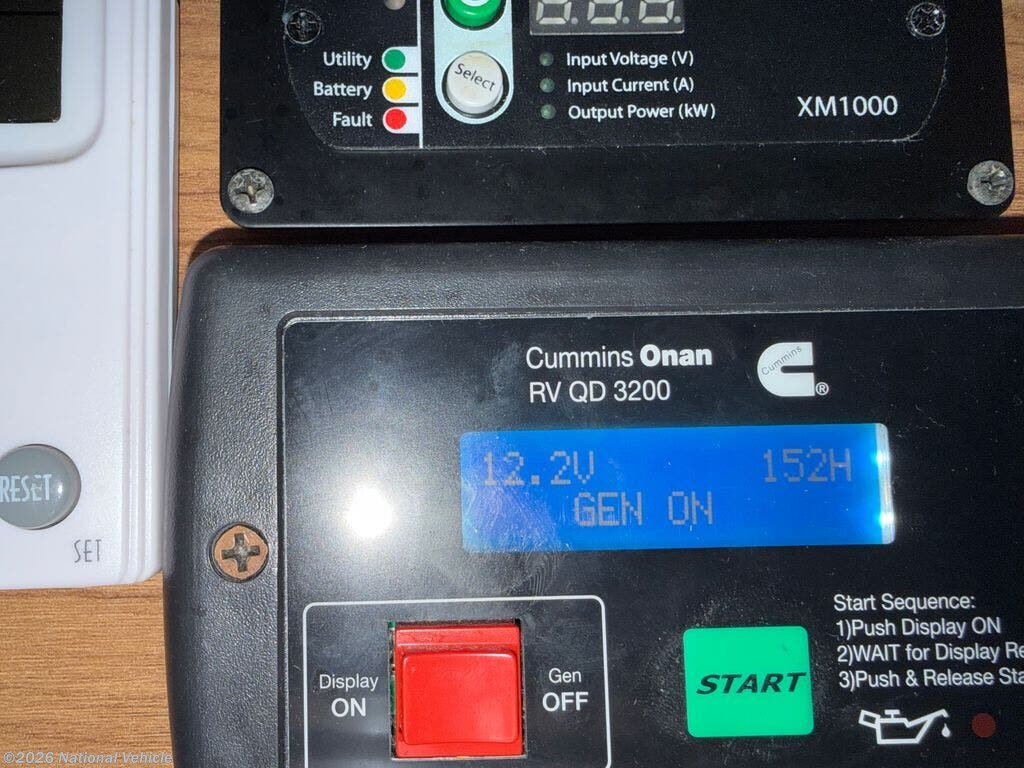 Utility
Battery
Fault
Select
Input Voltage (V)
Input Current (A)
Output Power (kW)
XM1000
Cummins Onan
RV QD 3200
Cummins
®
12.2V 152H
GEN ON
RESET
SET
Display
ON
Gen
OFF
START
Start Sequence:
1)Push Display ON
2)WAIT for Display Re
3)Push & Release Sta
©2026 National Vehicle